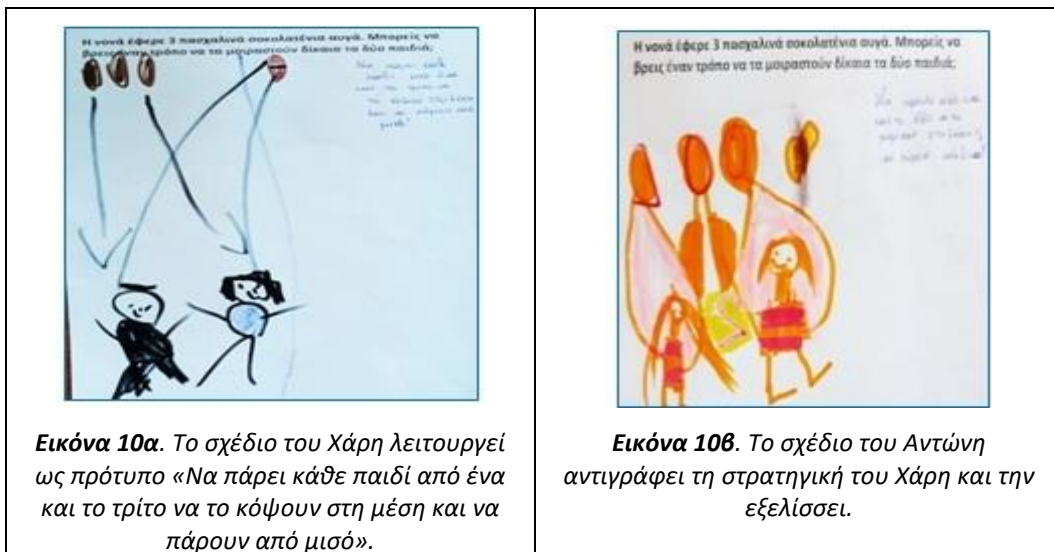 Η νονά έφερε 3 πασχαλινά σοκολατένια αυγά. Μπορείς να
βρεις έναν τρόπο να τα μοιραστούν δίκαια τα δύο παιδιά;
Εικόνα 10α. Το σχέδιο του Χάρη λειτουργεί
ως πρότυπο «Να πάρει κάθε παιδί από ένα
και το τρίτο να το κόψουν στη μέση και να
πάρουν από μισό».
Η νονά έφερε 3 πασχαλινά σοκολατένια αυγά. Μπορείς να
βρεις έναν τρόπο να τα μοιραστούν δίκαια τα δύο παιδιά;
Εικόνα 10β. Το σχέδιο του Αντώνη
αντιγράφει τη στρατηγική του Χάρη και την
εξελίσσει.